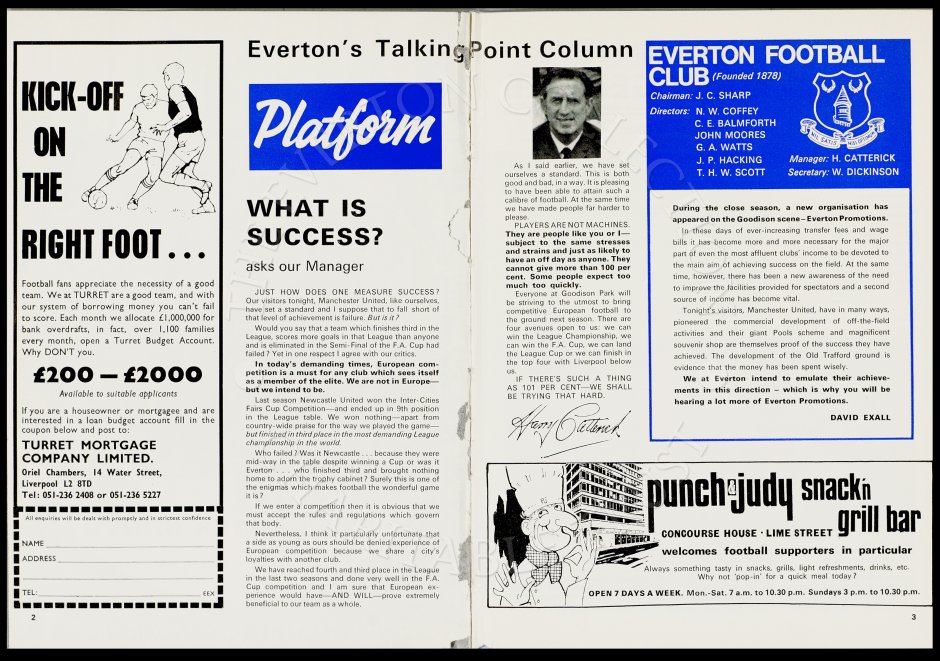 KICK-OFF
ON
THE
RIGHT FOOT . . .
Football fans appreciate the necessity of a good
team. We at TURRET are a good team, and with
our system of borrowing money you can't fail
to score. Each month we allocate £1,000,000 for
bank overdrafts, in fact, over 1,100 families
every month, open a Turret Budget Account.
Why DON'T you.
£200 — £2000
Available to suitable applicants
If you are a houseowner or mortgagee and are
interested in a loan budget account fill in the
coupon below and post to:
TURRET MORTGAGE
COMPANY LIMITED.
Oriel Chambers, 14 Water Street,
Liverpool L2 8TD
Tel: 051-236 2408 or 051-236 5227
All enquiries will be dealt with promptly and in strictest confidence
NAME
ADDRESS
TEL:
EEX
2
Everton's Talking Point Column
Platform
WHAT IS
SUCCESS?
asks our Manager
JUST HOW DOES ONE MEASURE SUCCESS?
Our visitors tonight, Manchester United, like ourselves,
have set a standard and I suppose that to fall short of
that level of achievement is failure. But is it?
Would you say that a team which finishes third in the
League, scores more goals in that League than anyone
and is eliminated in the Semi-Final of the F.A. Cup had
failed? Yet in one respect I agree with our critics.
In today's demanding times, European com-
petition is a must for any club which sees itself
as a member of the elite. We are not in Europe—
but we intend to be.
Last season Newcastle United won the Inter-Cities
Fairs Cup Competition—and ended up in 9th position
in the League table. We won nothing—apart from
country-wide praise for the way we played the game—
but finished in third place in the most demanding League
championship in the world.
Who failed? Was it Newcastle . . . because they were
mid-way in the table despite winning a Cup or was it
Everton . . . who finished third and brought nothing
home to adorn the trophy cabinet? Surely this is one of
the enigmas which makes football the wonderful game
it is?
If we enter a competition then it is obvious that we
must accept the rules and regulations which govern
that body.
Nevertheless, I think it particularly unfortunate that
a side as young as ours should be denied experience of
European competition because we share a city's
loyalties with another club.
We have reached fourth and third place in the League
in the last two seasons and done very well in the F.A.
Cup competition and I am sure that European ex-
perience would have—AND WILL—prove extremely
beneficial to our team as a whole.
As I said earlier, we have set
ourselves a standard. This is both
good and bad, in a way. It is pleasing
to have been able to attain such a
calibre of football. At the same time
we have made people far harder to
please.
PLAYERS ARE NOT MACHINES.
They are people like you or I—
subject to the same stresses
and strains and just as likely to
have an off day as anyone. They
cannot give more than 100 per
cent. Some people expect too
much too quickly.
Everyone at Goodison Park will
be striving to the utmost to bring
competitive European football to
the ground next season. There are
four avenues open to us: we can
win the League Championship, we
can win the F.A. Cup, we can land
the League Cup or we can finish in
the top four with Liverpool below
us.
IF THERE'S SUCH A THING
AS 101 PER CENT—WE SHALL
BE TRYING THAT HARD.
Harry Catterick
EVERTON FOOTBALL
CLUB (Founded 1878)
Chairman: J. C. SHARP
Directors: N. W. COFFEY
C. E. BALMFORTH
JOHN MOORES
G. A. WATTS
J. P. HACKING
T. H. W. SCOTT
NIL SATIS NISI OPTIMUM
Manager: H. CATTERICK
Secretary: W. DICKINSON
During the close season, a new organisation has
appeared on the Goodison scene – Everton Promotions.
In these days of ever-increasing transfer fees and wage
bills it has become more and more necessary for the major
part of even the most affluent clubs' income to be devoted to
the main aim of achieving success on the field. At the same
time, however, there has been a new awareness of the need
to improve the facilities provided for spectators and a second
source of income has become vital.
Tonight's visitors, Manchester United, have in many ways,
pioneered the commercial development of off-the-field
activities and their giant Pools scheme and magnificent
souvenir shop are themselves proof of the success they have
achieved. The development of the Old Trafford ground is
evidence that the money has been spent wisely.
We at Everton intend to emulate their achieve-
ments in this direction – which is why you will be
hearing a lot more of Everton Promotions.
DAVID EXALL
punch & judy snack'n
grill bar
CONCOURSE HOUSE · LIME STREET
welcomes football supporters in particular
Always something tasty in snacks, grills, light refreshments, drinks, etc.
Why not 'pop-in' for a quick meal today?
OPEN 7 DAYS A WEEK. Mon.-Sat. 7 a.m. to 10.30 p.m. Sundays 3 p.m. to 10.30 p.m.
3